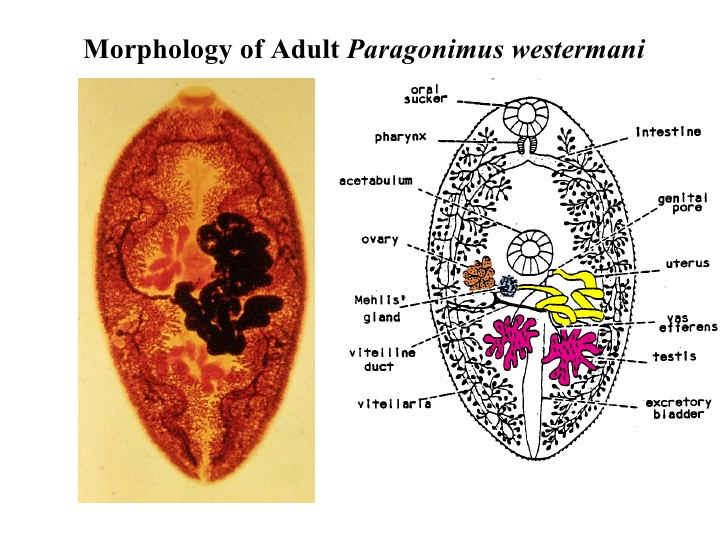 Morphology of Adult Paragonimus westermani
oral
sucker
pharynx
intestine
acetabulum
genital
pore
ovary
uterus
Mehlis'
gland
vas
efferens
vitelline
duct
testis
vitellaria
excretory
bladder